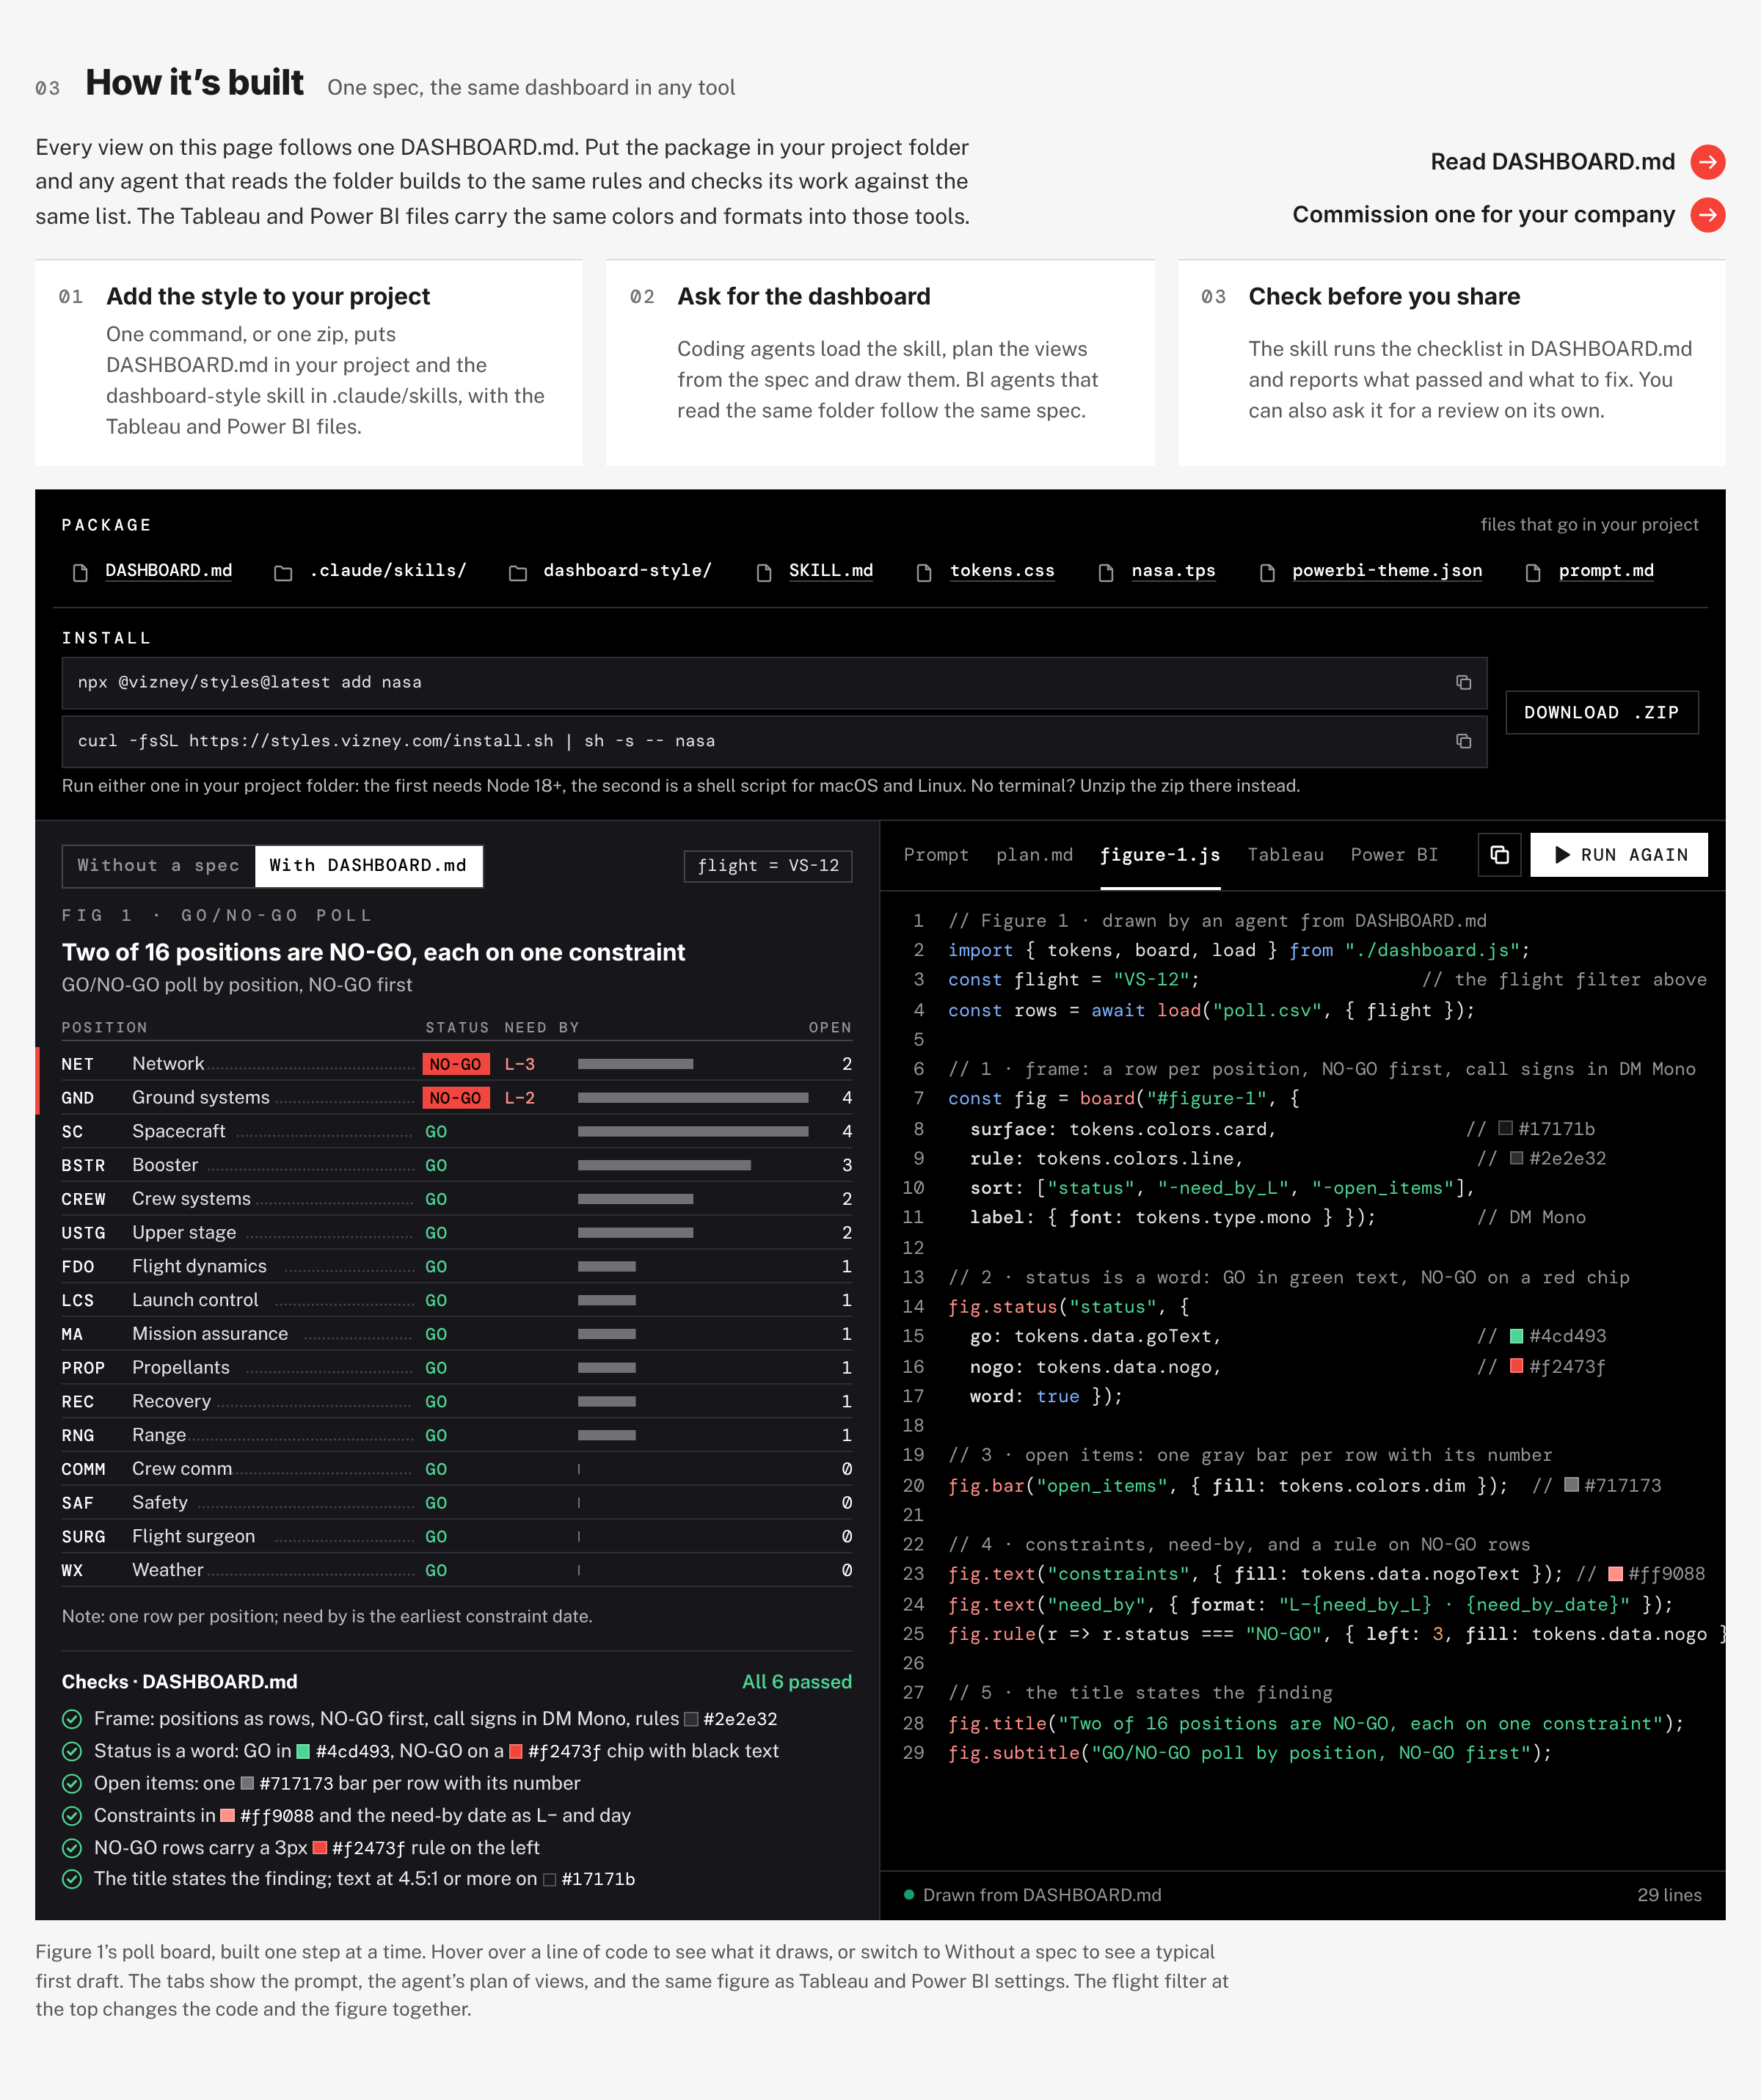 03 How it’s built One spec, the same dashboard in any tool
Every view on this page follows one DASHBOARD.md. Put the package in your project folder
and any agent that reads the folder builds to the same rules and checks its work against the
same list. The Tableau and Power BI files carry the same colors and formats into those tools.
Read DASHBOARD.md
Commission one for your company
01 Add the style to your project
One command, or one zip, puts
DASHBOARD.md in your project and the
dashboard-style skill in .claude/skills, with the
Tableau and Power BI files.
02 Ask for the dashboard
Coding agents load the skill, plan the views
from the spec and draw them. BI agents that
read the same folder follow the same spec.
03 Check before you share
The skill runs the checklist in DASHBOARD.md
and reports what passed and what to fix. You
can also ask it for a review on its own.
PACKAGE files that go in your project
DASHBOARD.md .claude/skills/ dashboard-style/ SKILL.md tokens.css nasa.tps powerbi-theme.json prompt.md
INSTALL
npx @vizney/styles@latest add nasa
curl -fsSL https://styles.vizney.com/install.sh | sh -s -- nasa
DOWNLOAD .ZIP
Run either one in your project folder: the first needs Node 18+, the second is a shell script for macOS and Linux. No terminal? Unzip the zip there instead.
Without a spec With DASHBOARD.md flight = VS-12
FIG 1 · GO/NO-GO POLL
Two of 16 positions are NO-GO, each on one constraint
GO/NO-GO poll by position, NO-GO first
POSITION STATUS NEED BY OPEN
NET Network NO-GO L−3 2
GND Ground systems NO-GO L−2 4
SC Spacecraft GO 4
BSTR Booster GO 3
CREW Crew systems GO 2
USTG Upper stage GO 2
FDO Flight dynamics GO 1
LCS Launch control GO 1
MA Mission assurance GO 1
PROP Propellants GO 1
REC Recovery GO 1
RNG Range GO 1
COMM Crew comm GO 0
SAF Safety GO 0
SURG Flight surgeon GO 0
WX Weather GO 0
Note: one row per position; need by is the earliest constraint date.
Checks · DASHBOARD.md All 6 passed
Frame: positions as rows, NO-GO first, call signs in DM Mono, rules #2e2e32
Status is a word: GO in #4cd493, NO-GO on a #f2473f chip with black text
Open items: one #717173 bar per row with its number
Constraints in #ff9088 and the need-by date as L− and day
NO-GO rows carry a 3px #f2473f rule on the left
The title states the finding; text at 4.5:1 or more on #17171b
Prompt plan.md figure-1.js Tableau Power BI RUN AGAIN
1 // Figure 1 · drawn by an agent from DASHBOARD.md
2 import { tokens, board, load } from "./dashboard.js";
3 const flight = "VS-12"; // the flight filter above
4 const rows = await load("poll.csv", { flight });
5
6 // 1 · frame: a row per position, NO-GO first, call signs in DM Mono
7 const fig = board("#figure-1", {
8 surface: tokens.colors.card, // #17171b
9 rule: tokens.colors.line, // #2e2e32
10 sort: ["status", "-need_by_L", "-open_items"],
11 label: { font: tokens.type.mono } }); // DM Mono
12
13 // 2 · status is a word: GO in green text, NO-GO on a red chip
14 fig.status("status", {
15 go: tokens.data.goText, // #4cd493
16 nogo: tokens.data.nogo, // #f2473f
17 word: true });
18
19 // 3 · open items: one gray bar per row with its number
20 fig.bar("open_items", { fill: tokens.colors.dim }); // #717173
21
22 // 4 · constraints, need-by, and a rule on NO-GO rows
23 fig.text("constraints", { fill: tokens.data.nogoText }); // #ff9088
24 fig.text("need_by", { format: "L−{need_by_L} · {need_by_date}" });
25 fig.rule(r => r.status === "NO-GO", { left: 3, fill: tokens.data.nogo }
26
27 // 5 · the title states the finding
28 fig.title("Two of 16 positions are NO-GO, each on one constraint");
29 fig.subtitle("GO/NO-GO poll by position, NO-GO first");
Drawn from DASHBOARD.md 29 lines
Figure 1’s poll board, built one step at a time. Hover over a line of code to see what it draws, or switch to Without a spec to see a typical
first draft. The tabs show the prompt, the agent’s plan of views, and the same figure as Tableau and Power BI settings. The flight filter at
the top changes the code and the figure together.